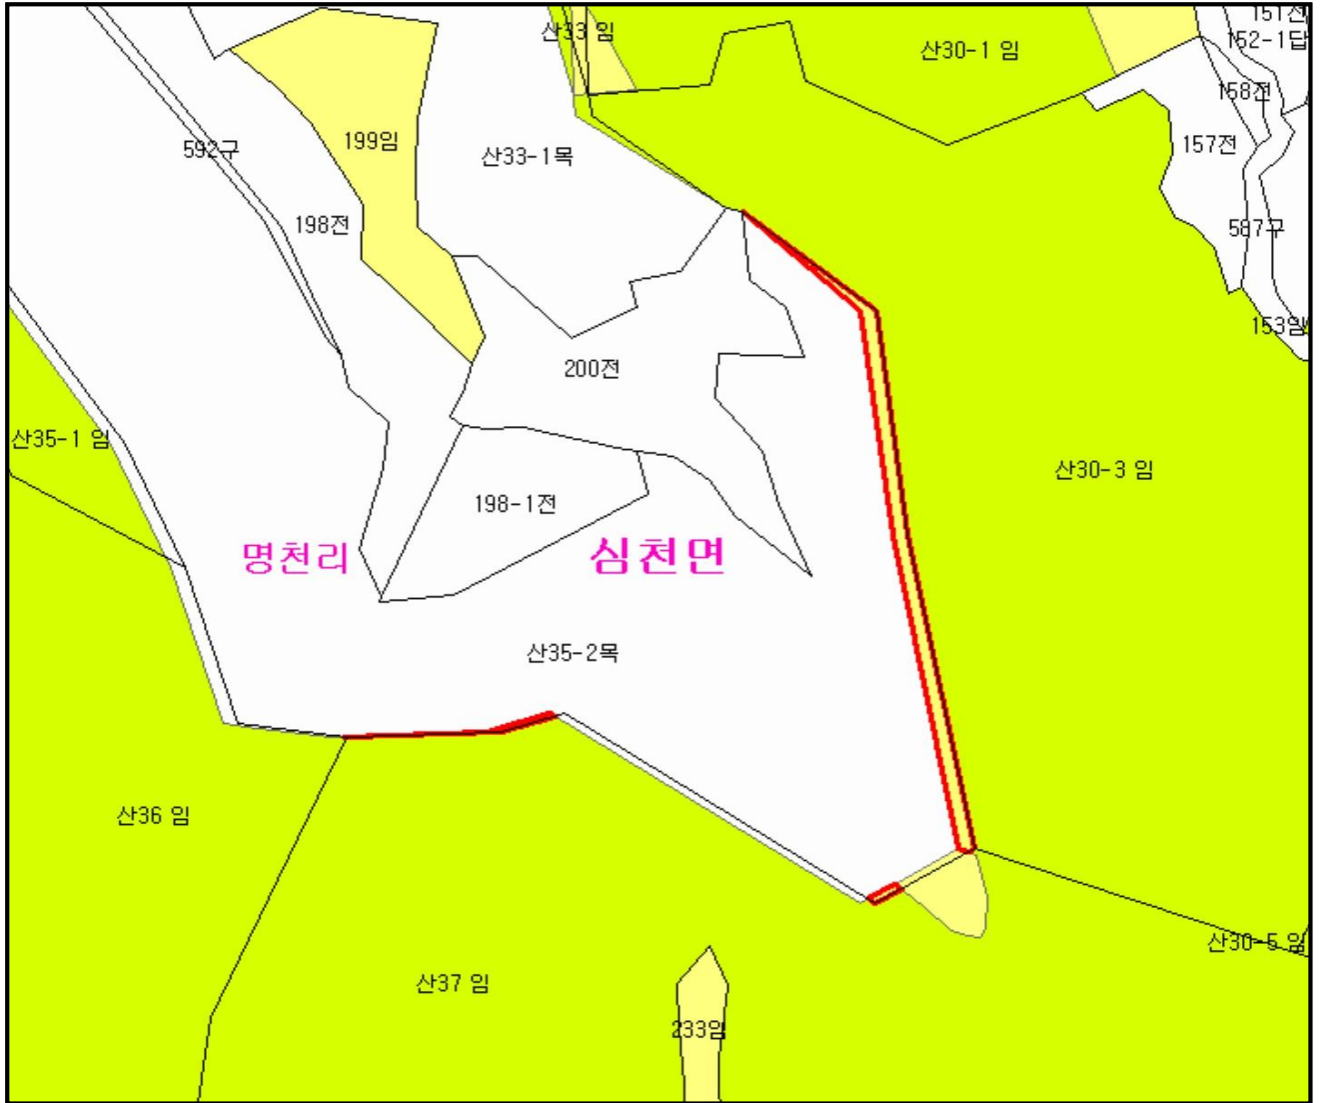 151전
산33 임
152-1답
산30-1 임
158전
199임
157전
592구
산33-1목
198전
587구
153임
200전
산35-1 임
산30-3 임
198-1전
명천리
심천면
산35-2목
산36 임
산30-5 임
산37 임
233임